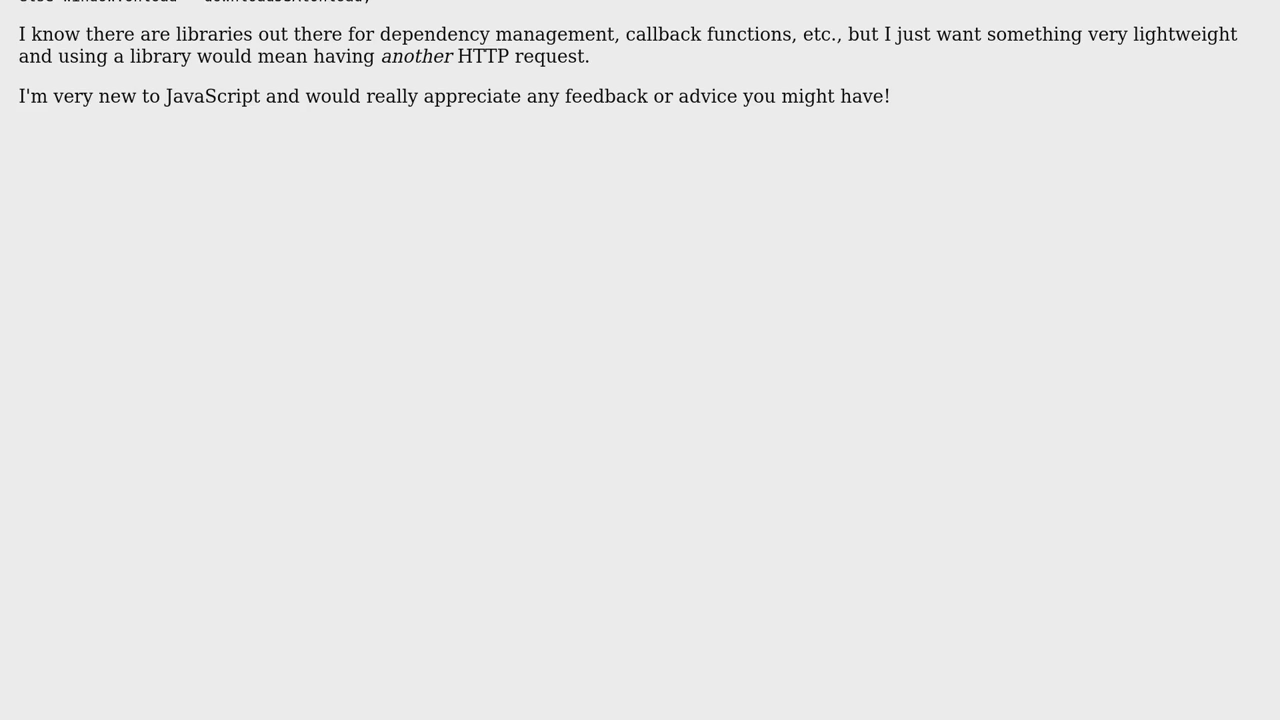 I know there are libraries out there for dependency management, callback functions, etc., but I just want something very lightweight
and using a library would mean having another HTTP request.
I'm very new to JavaScript and would really appreciate any feedback or advice you might have!